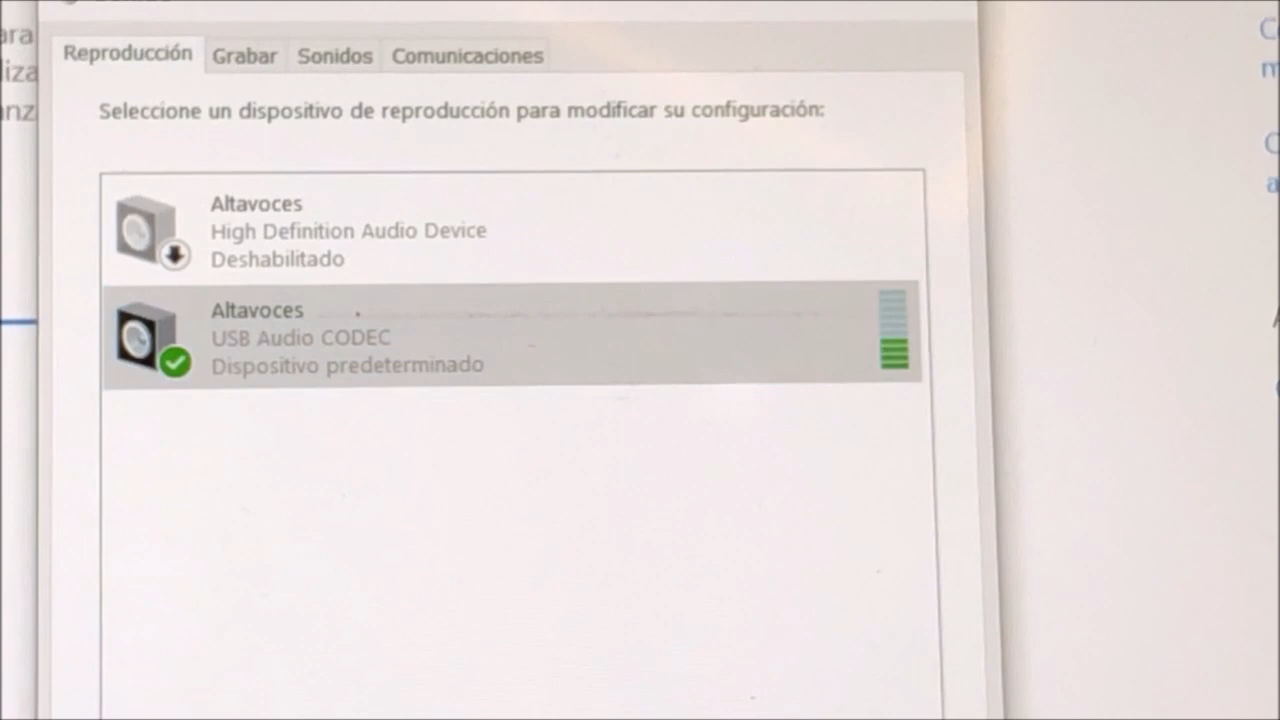 Reproducción
Grabar
Sonidos
Comunicaciones
Seleccione un dispositivo de reproducción para modificar su configuración:
Altavoces
High Definition Audio Device
Deshabilitado
Altavoces
USB Audio CODEC
Dispositivo predeterminado